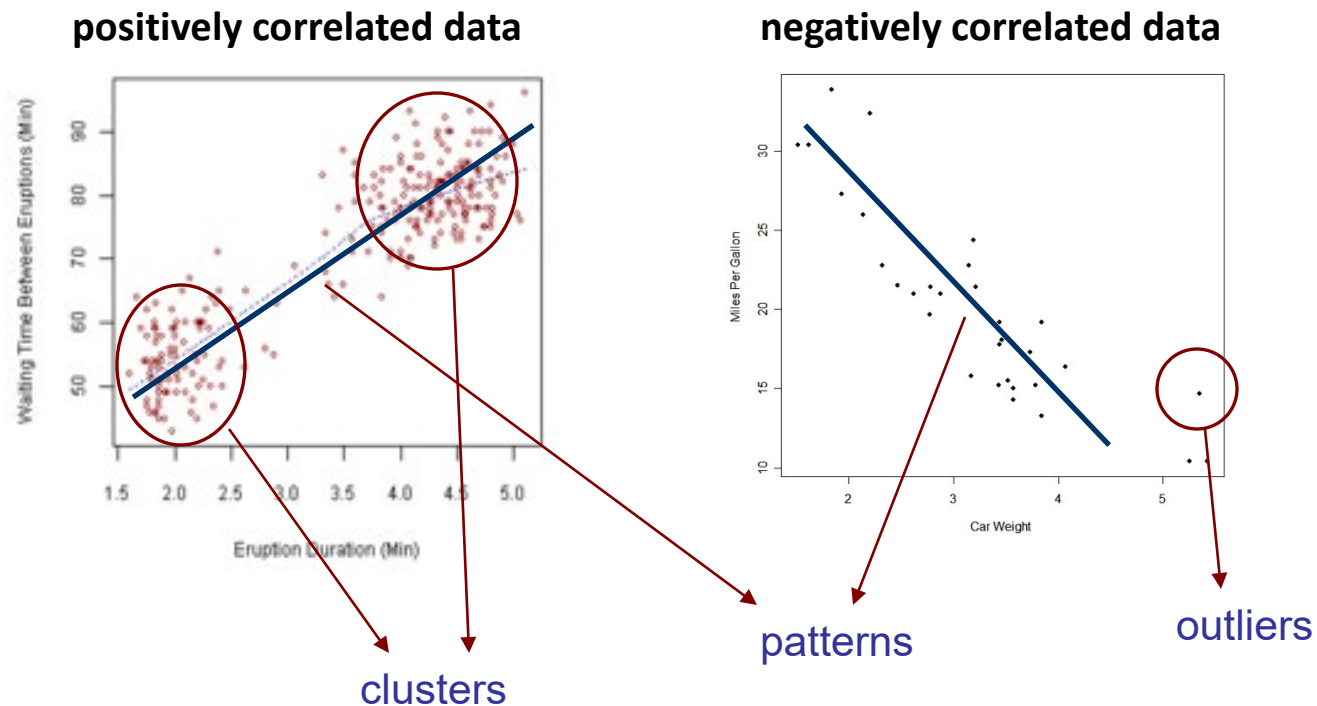 positively correlated data
negatively correlated data
Waiting Time Between Eruptions (Min)
90
80
70
60
50
1.5 2.0 2.5 3.0 3.5 4.0 4.5 5.0
Eruption Duration (Min)
Miles Per Gallon
30
25
20
15
10
2 3 4 5
Car Weight
clusters
patterns
outliers